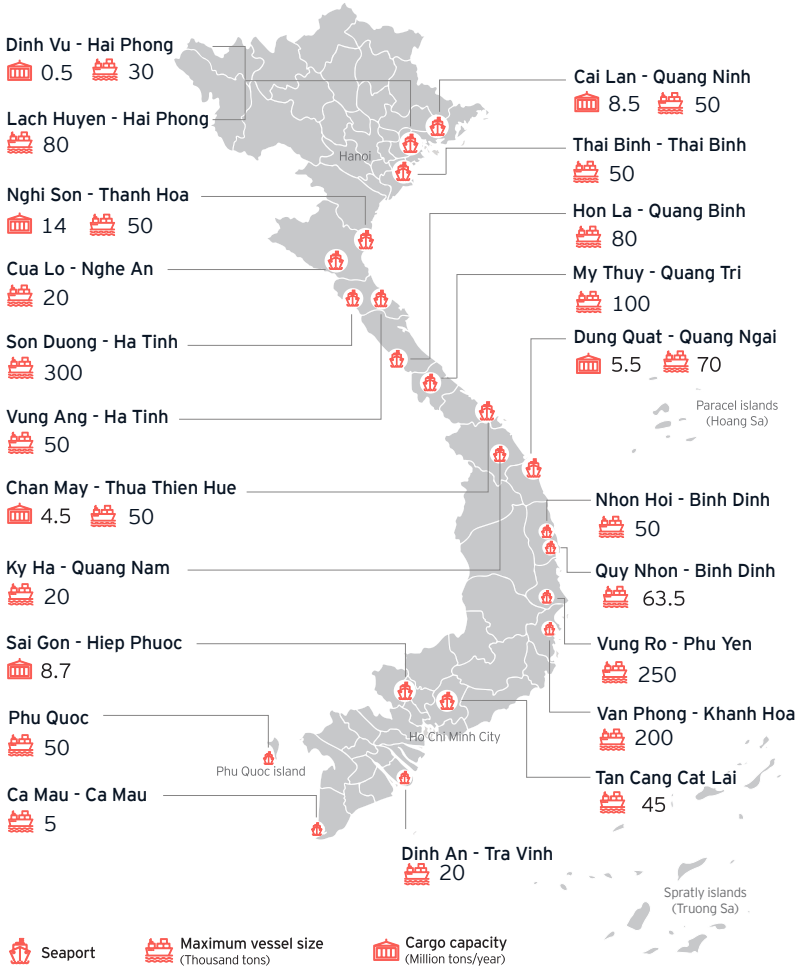 Dinh Vu - Hai Phong
0.5 30
Lach Huyen - Hai Phong
80
Nghi Son - Thanh Hoa
14 50
Cua Lo - Nghe An
20
Son Duong - Ha Tinh
300
Vung Ang - Ha Tinh
50
Chan May - Thua Thien Hue
4.5 50
Ky Ha - Quang Nam
20
Sai Gon - Hiep Phuoc
8.7
Phu Quoc
50
Ca Mau - Ca Mau
5
Hanoi
Phu Quoc island
Ho Chi Minh City
Dinh An - Tra Vinh
20
Cai Lan - Quang Ninh
8.5 50
Thai Binh - Thai Binh
50
Hon La - Quang Binh
80
My Thuy - Quang Tri
100
Dung Quat - Quang Ngai
5.5 70
Paracel islands
(Hoang Sa)
Nhon Hoi - Binh Dinh
50
Quy Nhon - Binh Dinh
63.5
Vung Ro - Phu Yen
250
Van Phong - Khanh Hoa
200
Tan Cang Cat Lai
45
Spratly islands
(Truong Sa)
Seaport
Maximum vessel size
(Thousand tons)
Cargo capacity
(Million tons/year)